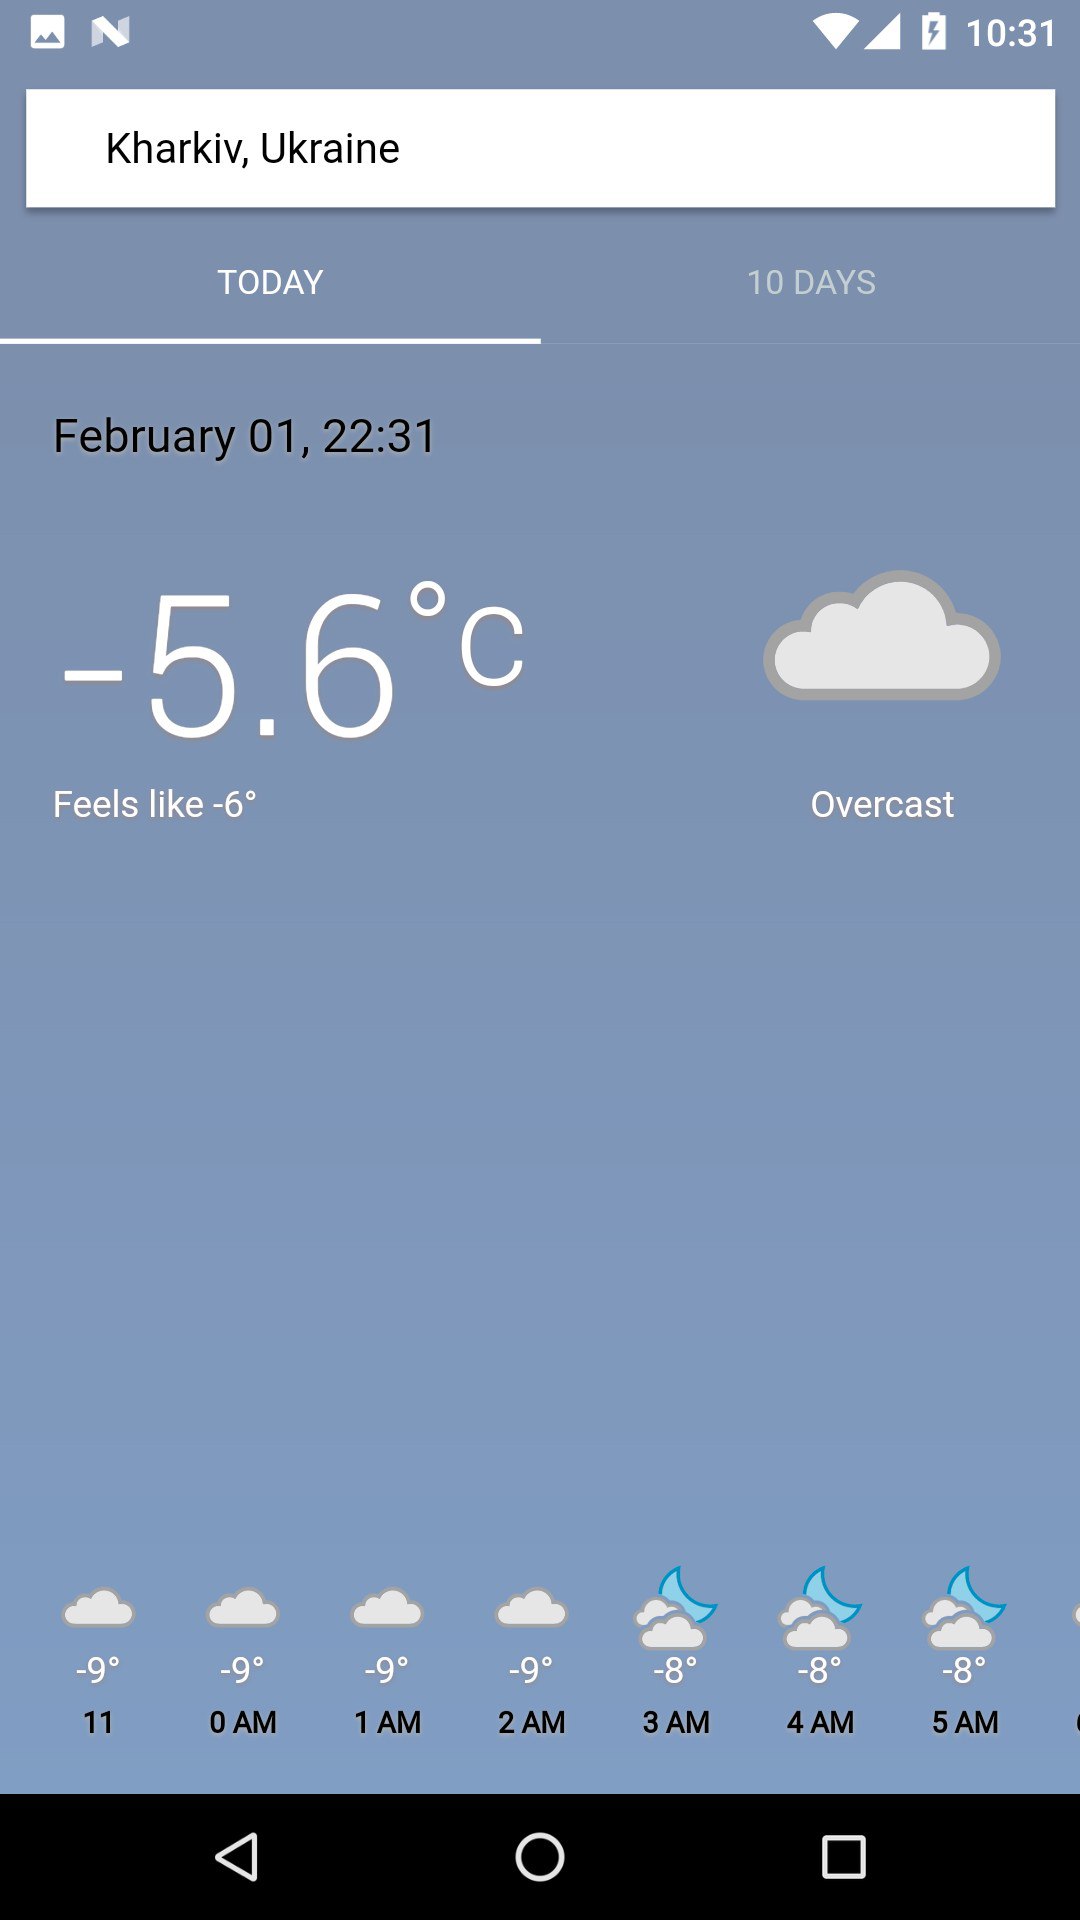 10:31
Kharkiv, Ukraine
TODAY 10 DAYS
February 01, 22:31
-5.6°C
Feels like -6° Overcast
-9° -9° -9° -9° -8° -8° -8°
11 0 AM 1 AM 2 AM 3 AM 4 AM 5 AM